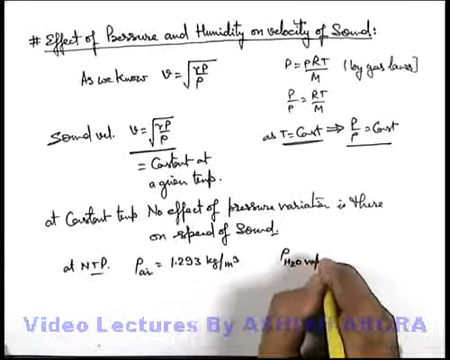 # Effect of Pressure and Humidity on velocity of Sound:
As we know v = √(γP/ρ)
P = ρRT/M (by gas laws]
P/ρ = RT/M
Sound vel. v = √(γP/ρ)
as T = Const ⇒ P/ρ = Const
= Constant at
a given temp.
at Constant temp No effect of pressure variation is there
on speed of Sound.
at NTP. ρair = 1.293 kg/m³ ρH₂O vap
Video Lectures By ASHISH ARORA